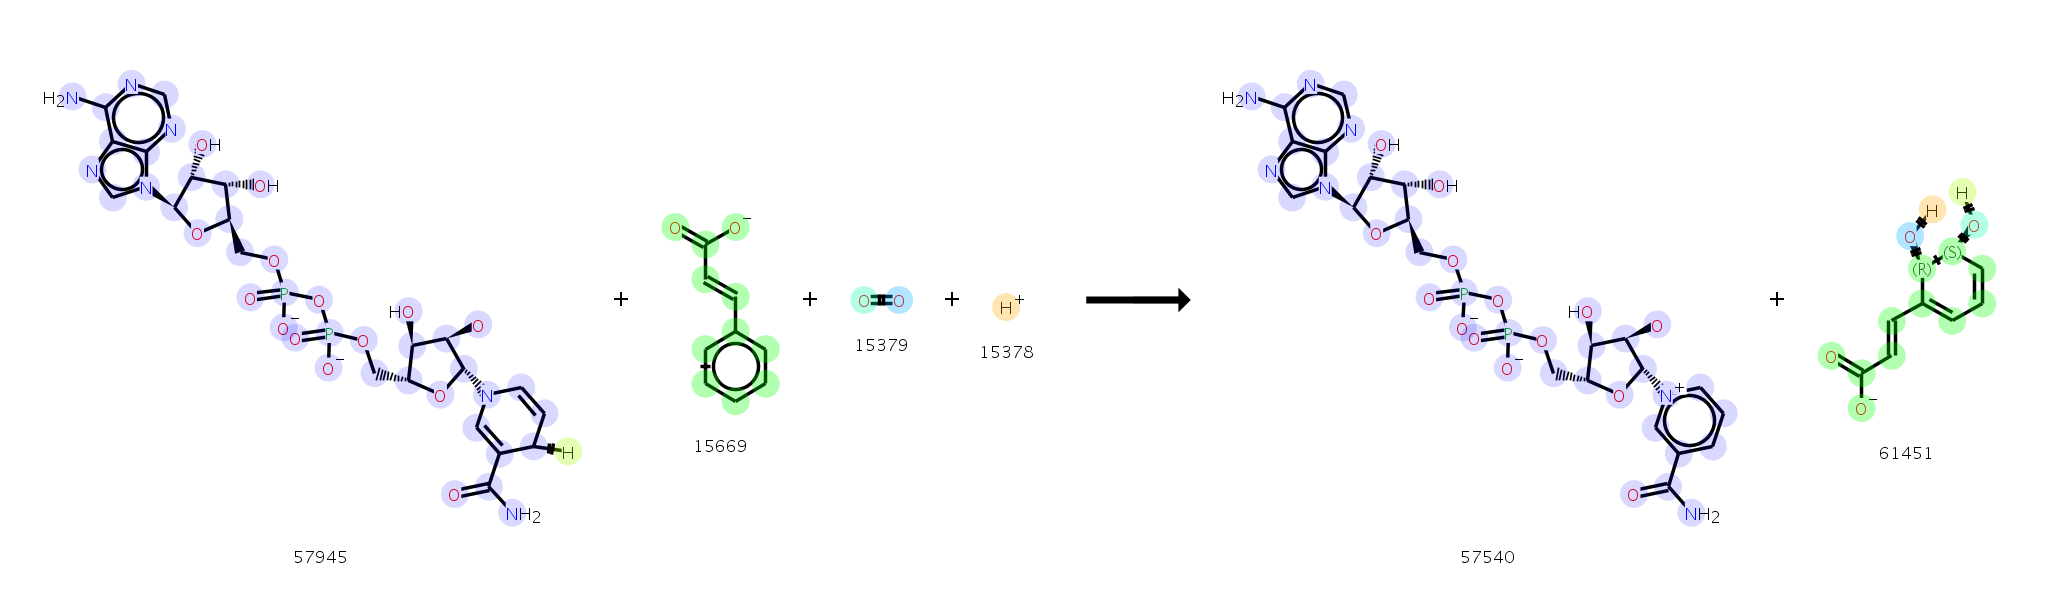 H2N
N
N
N
N
OH
OH
O
O
O
P
O
O−
O
P
O
O−
HO
O
O
N
H
O
NH2
57945
+
O
O−
15669
+
O
O
15379
+
H+
15378
H2N
N
N
N
N
OH
OH
O
O
O
P
O
O−
O
P
O
O−
HO
O
O
N+
O
NH2
57540
+
H
H
O
O
(R)
(S)
O
O−
61451